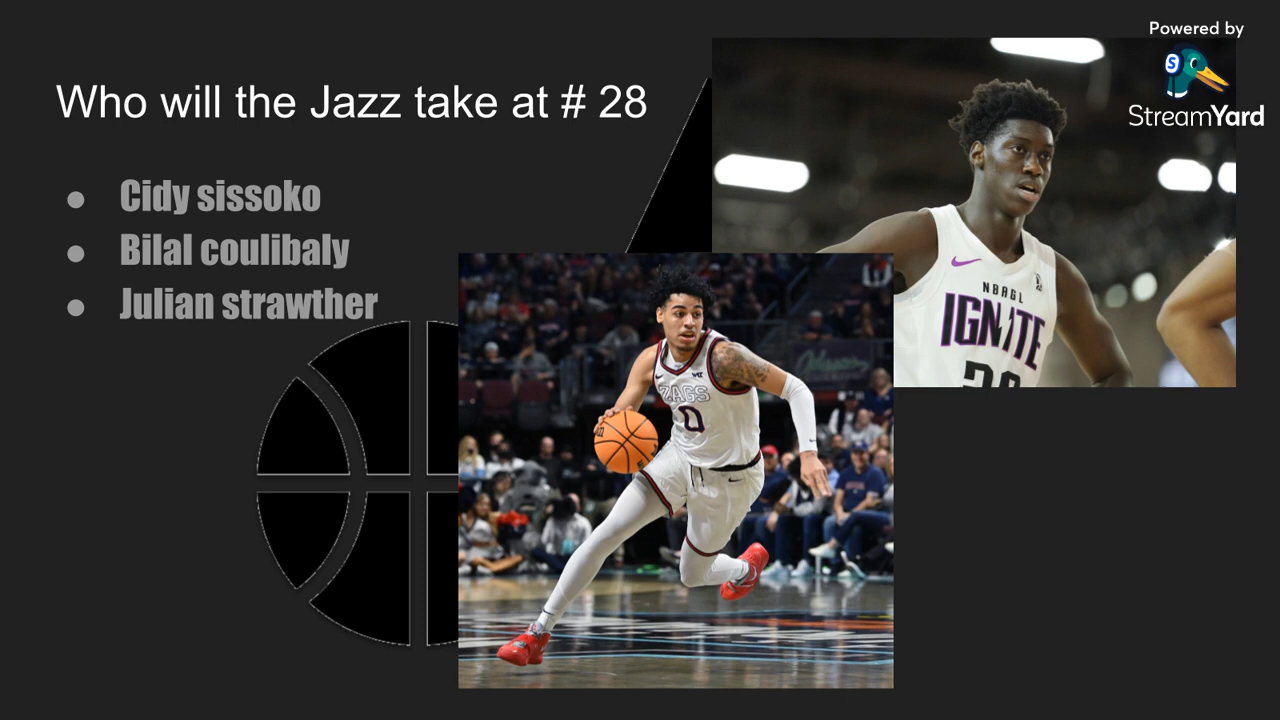 Powered by
StreamYard
Who will the Jazz take at # 28
Cidy sissoko
Bilal coulibaly
Julian strawther
NBAGL
IGNITE
ZAGS
0